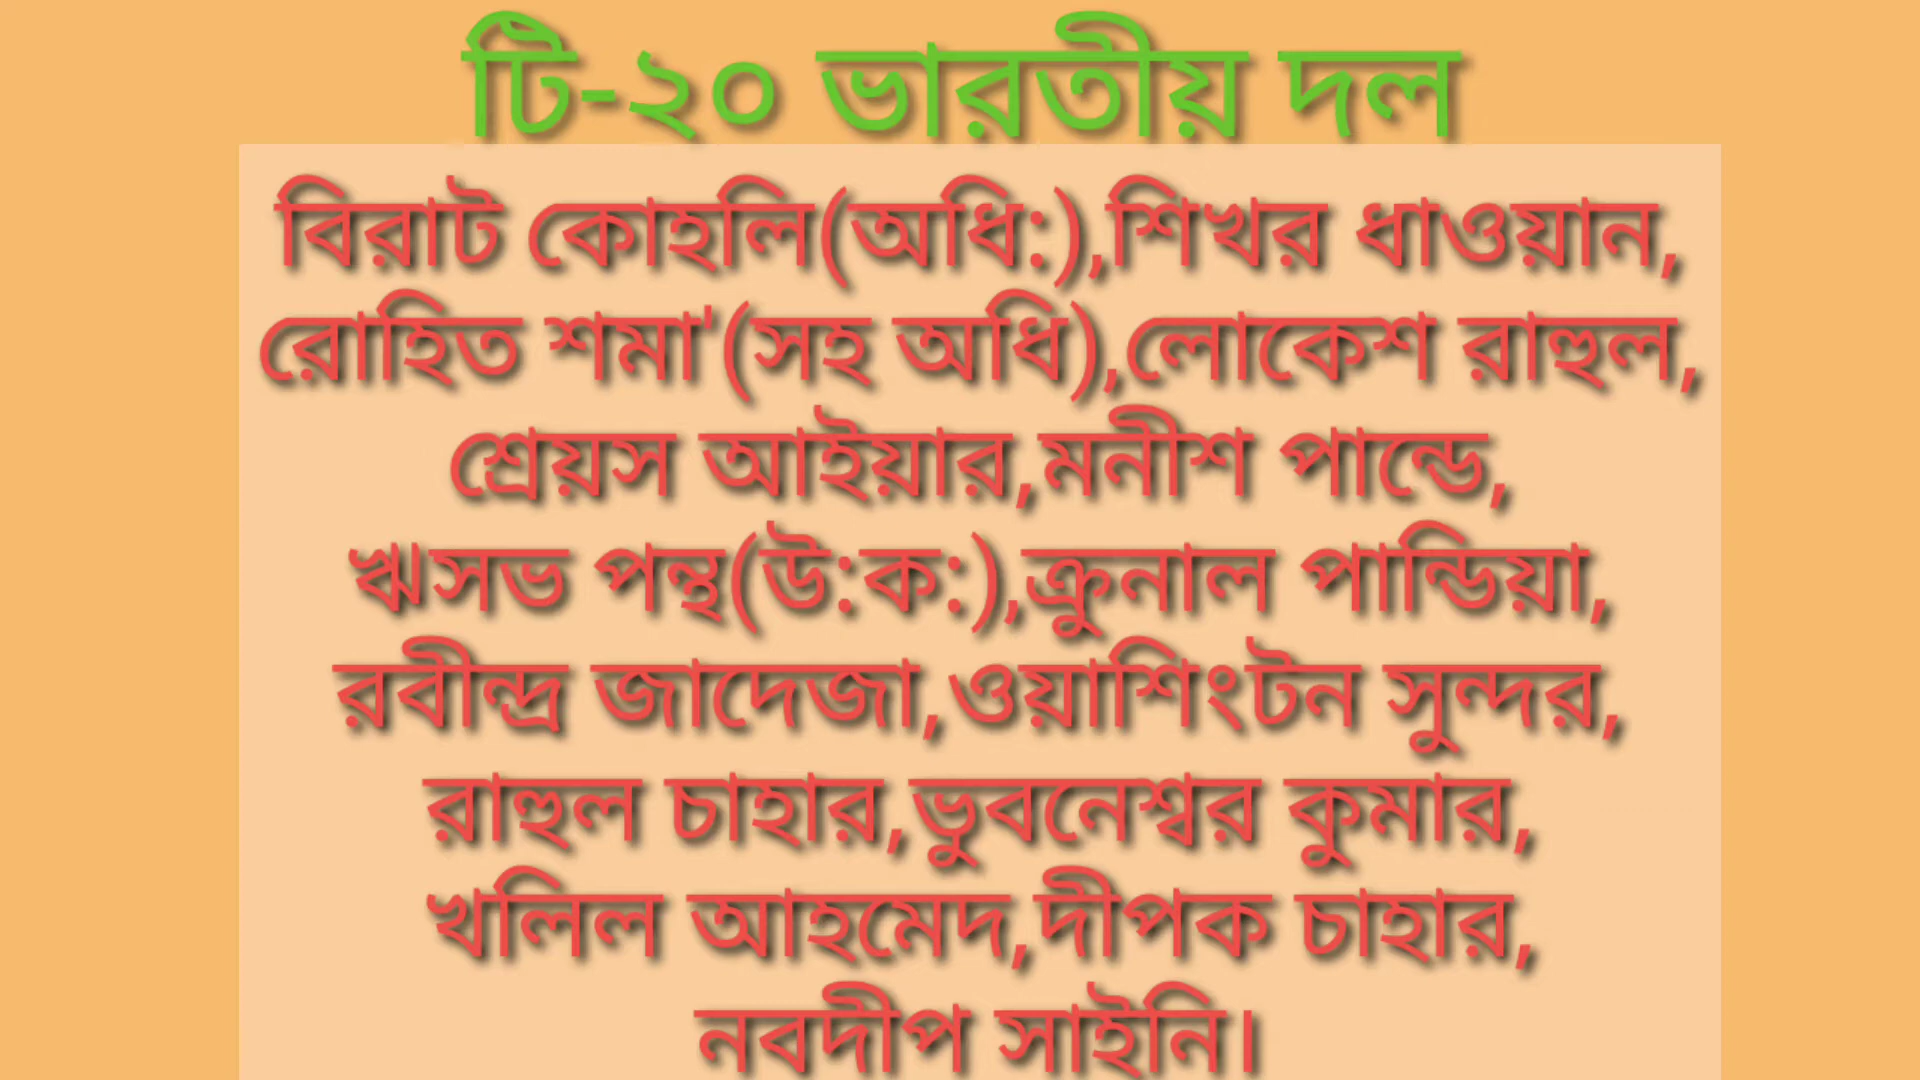 টি-২০ ভারতীয় দল
বিরাট কোহলি(অধি:),শিখর ধাওয়ান,
রোহিত শমা'(সহ অধি),লোকেশ রাহুল,
শ্রেয়স আইয়ার,মনীশ পান্ডে,
ঋসভ পন্থ(উ:ক:),ক্রুনাল পান্ডিয়া,
রবীন্দ্র জাদেজা,ওয়াশিংটন সুন্দর,
রাহুল চাহার,ভুবনেশ্বর কুমার,
খলিল আহমেদ,দীপক চাহার,
নবদীপ সাইনি।